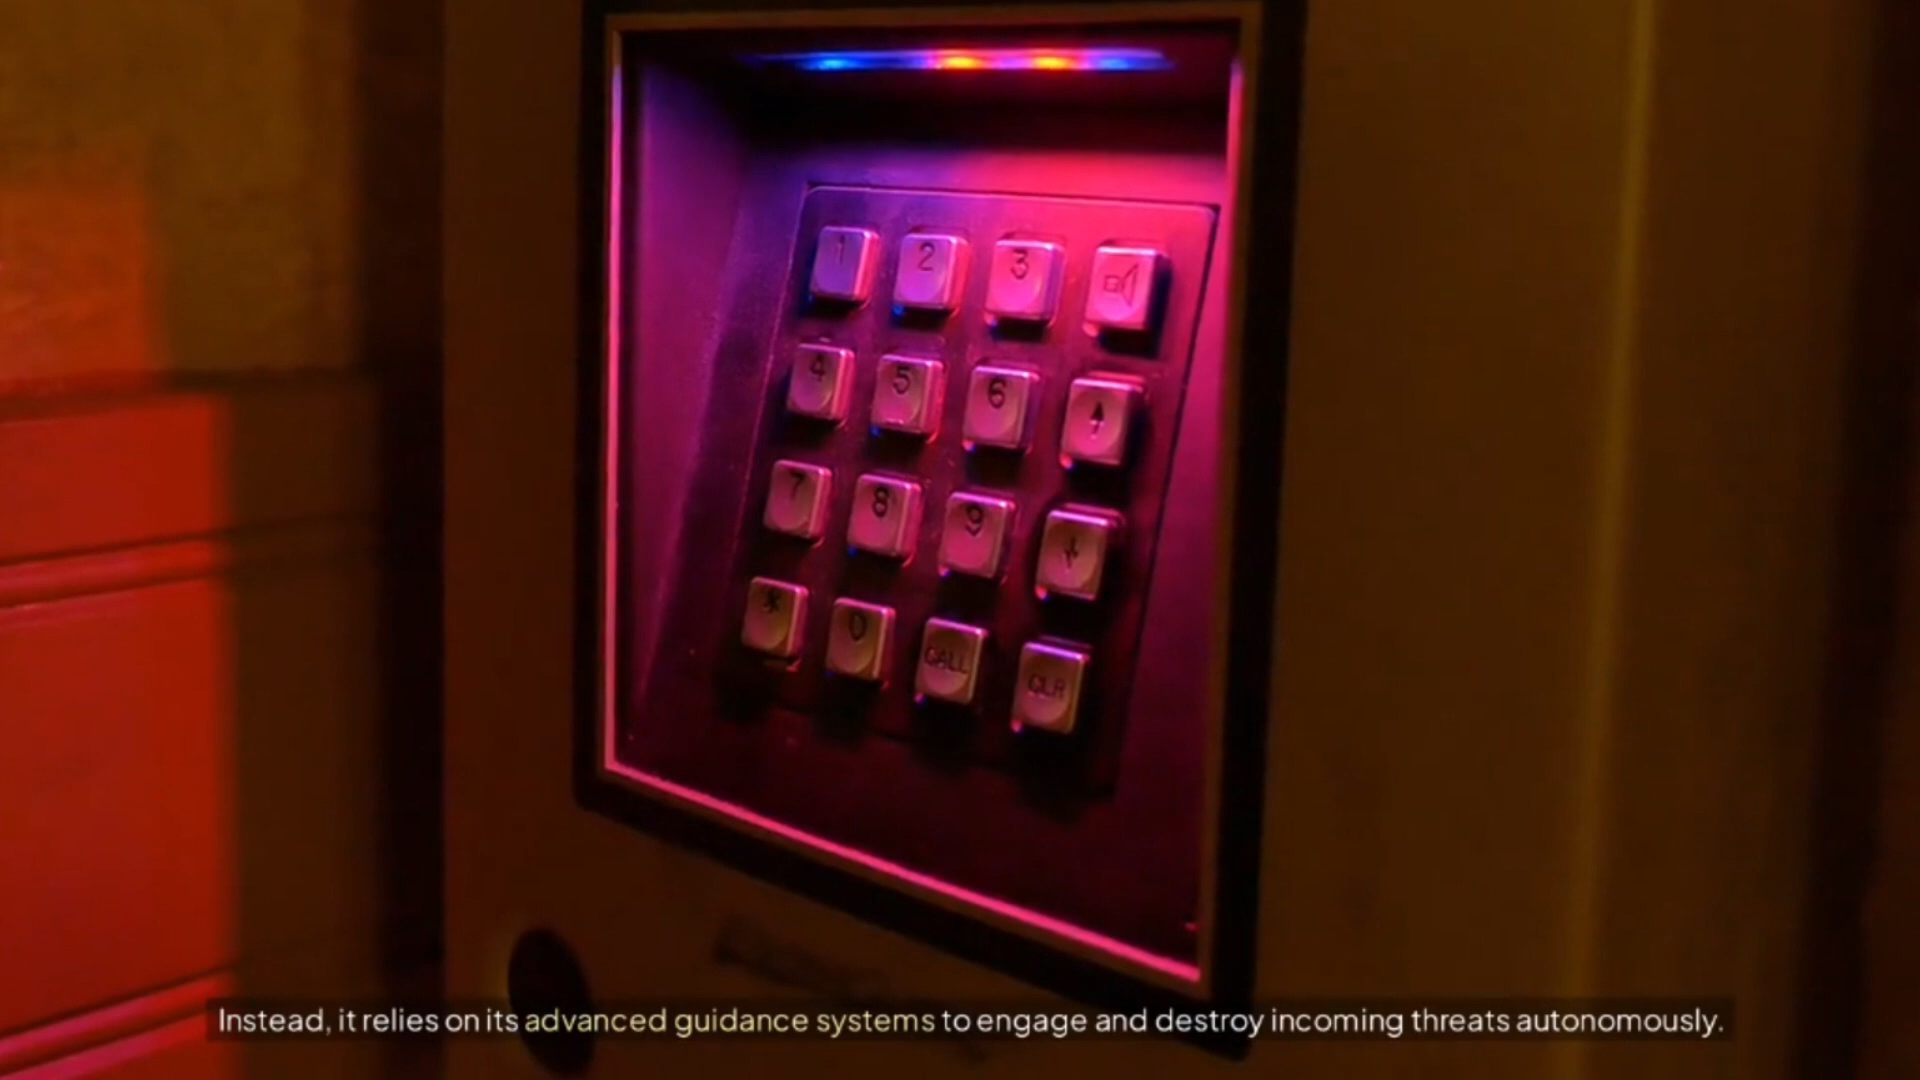 1 2 3
4 5 6
7 8 9
* 0 CALL CLR
Instead, it relies on its advanced guidance systems to engage and destroy incoming threats autonomously.